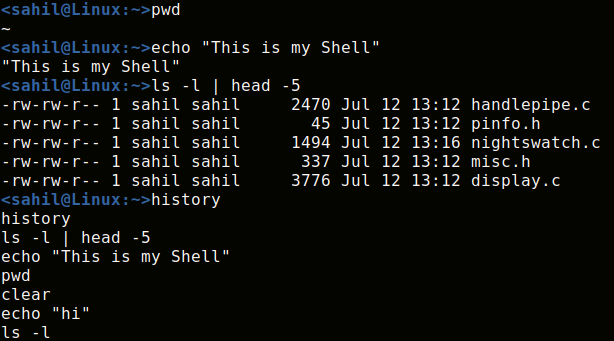 <sahil@Linux:~>pwd
~
<sahil@Linux:~>echo "This is my Shell"
"This is my Shell"
<sahil@Linux:~>ls -l | head -5
-rw-rw-r-- 1 sahil sahil     2470 Jul 12 13:12 handlepipe.c
-rw-rw-r-- 1 sahil sahil       45 Jul 12 13:12 pinfo.h
-rw-rw-r-- 1 sahil sahil     1494 Jul 12 13:16 nightswatch.c
-rw-rw-r-- 1 sahil sahil      337 Jul 12 13:12 misc.h
-rw-rw-r-- 1 sahil sahil     3776 Jul 12 13:12 display.c
<sahil@Linux:~>history
history
ls -l | head -5
echo "This is my Shell"
pwd
clear
echo "hi"
ls -l